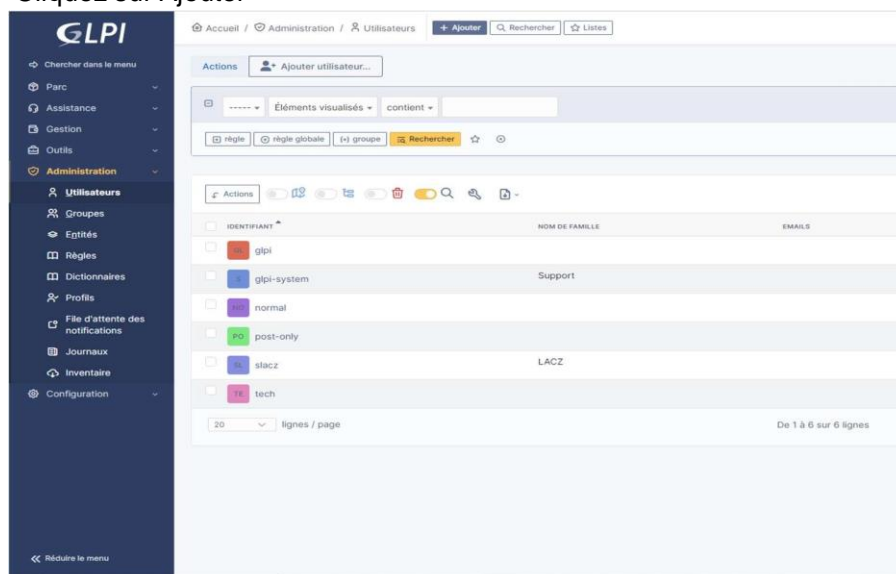 Cliquez sur Ajouter
GLPI
Accueil / Administration / Utilisateurs + Ajouter Rechercher Listes
Chercher dans le menu
Parc
Assistance
Gestion
Outils
Administration
Utilisateurs
Groupes
Entités
Règles
Dictionnaires
Profils
File d'attente des
notifications
Journaux
Inventaire
Configuration
Réduire le menu
Actions Ajouter utilisateur...
----- Éléments visualisés contient
règle règle globale (+) groupe Rechercher
Actions
IDENTIFIANT NOM DE FAMILLE EMAILS
GL glpi
S glpi-system Support
NO normal
PO post-only
SL slacz LACZ
TE tech
20 lignes / page De 1 à 6 sur 6 lignes